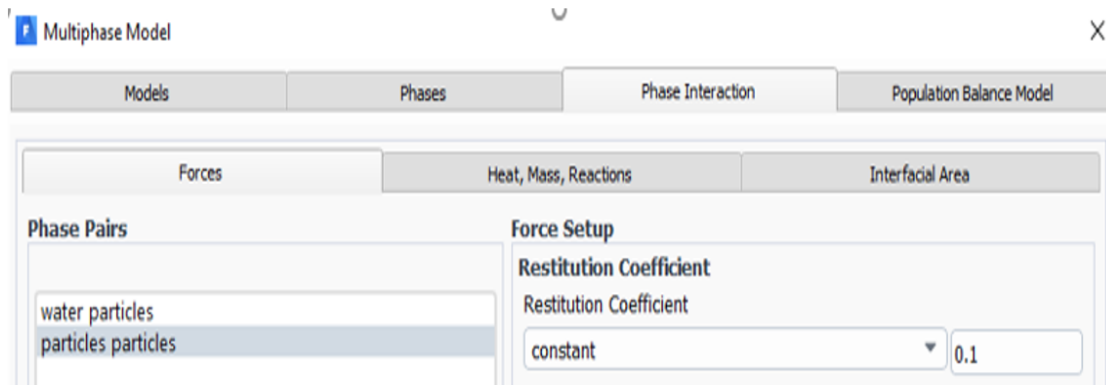 Multiphase Model X
Models Phases Phase Interaction Population Balance Model
Forces Heat, Mass, Reactions Interfacial Area
Phase Pairs
water particles
particles particles
Force Setup
Restitution Coefficient
Restitution Coefficient
constant 0.1